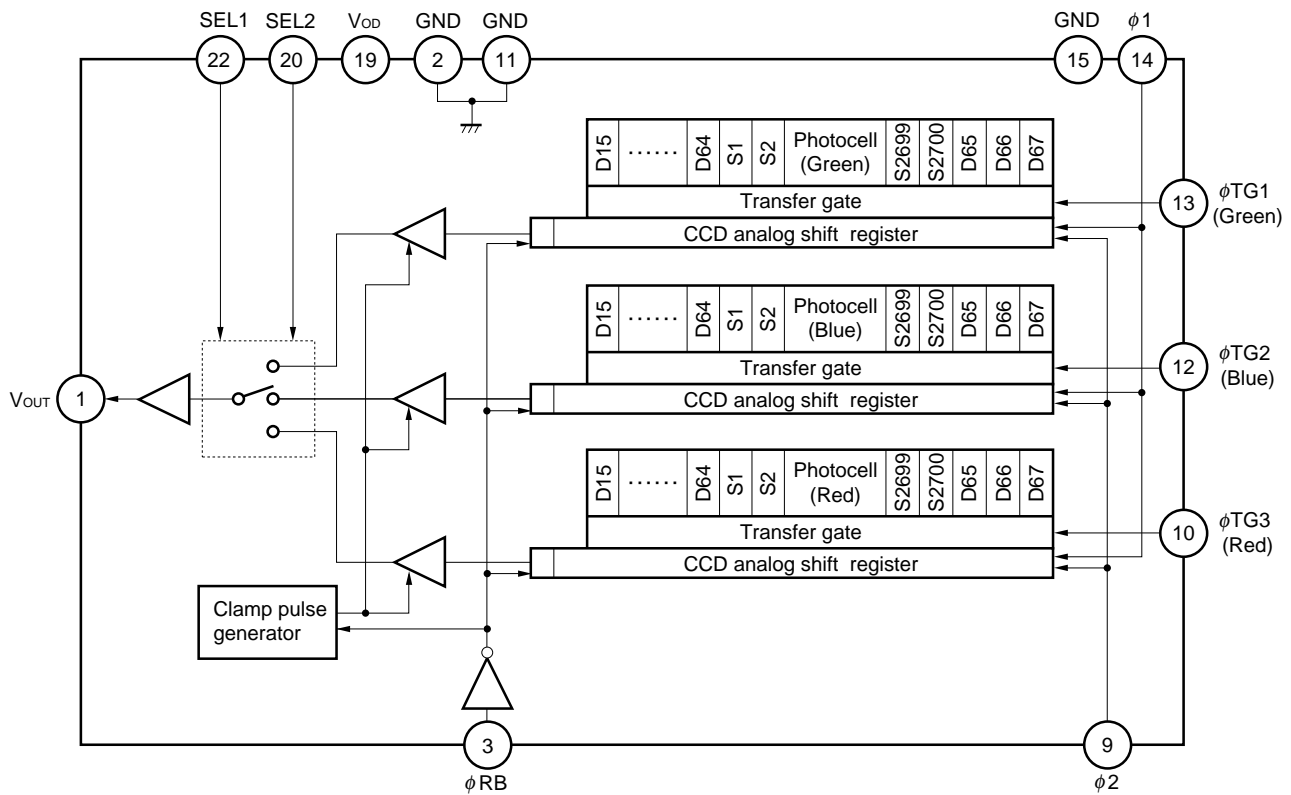 SEL1 SEL2 VOD GND GND GND ϕ1
22 20 19 2 11 15 14
D15 ······ D64 S1 S2 Photocell (Green) S2699 S2700 D65 D66 D67
Transfer gate
CCD analog shift register
13 ϕTG1 (Green)
D15 ······ D64 S1 S2 Photocell (Blue) S2699 S2700 D65 D66 D67
Transfer gate
CCD analog shift register
12 ϕTG2 (Blue)
VOUT 1
D15 ······ D64 S1 S2 Photocell (Red) S2699 S2700 D65 D66 D67
Transfer gate
CCD analog shift register
10 ϕTG3 (Red)
Clamp pulse
generator
3 9
ϕRB ϕ2